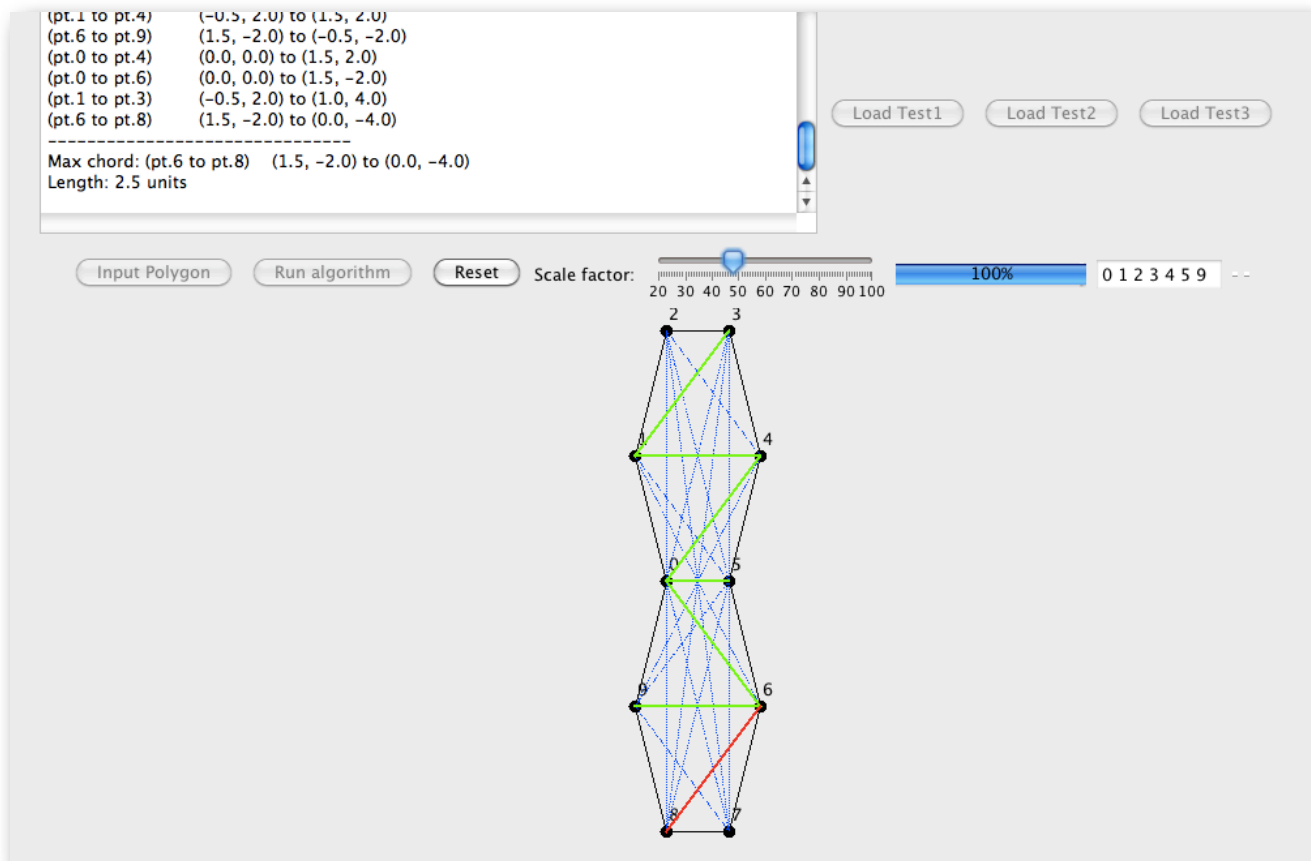 (pt.1 to pt.4) (−0.5, 2.0) to (1.5, 2.0)
(pt.6 to pt.9) (1.5, −2.0) to (−0.5, −2.0)
(pt.0 to pt.4) (0.0, 0.0) to (1.5, 2.0)
(pt.0 to pt.6) (0.0, 0.0) to (1.5, −2.0)
(pt.1 to pt.3) (−0.5, 2.0) to (1.0, 4.0)
(pt.6 to pt.8) (1.5, −2.0) to (0.0, −4.0)
-------------------------------
Max chord: (pt.6 to pt.8) (1.5, −2.0) to (0.0, −4.0)
Length: 2.5 units
Load Test1 Load Test2 Load Test3
Input Polygon Run algorithm Reset Scale factor: 100% 0 1 2 3 4 5 9 --
20 30 40 50 60 70 80 90 100
2 3
1 4
0 5
9 6
8 7